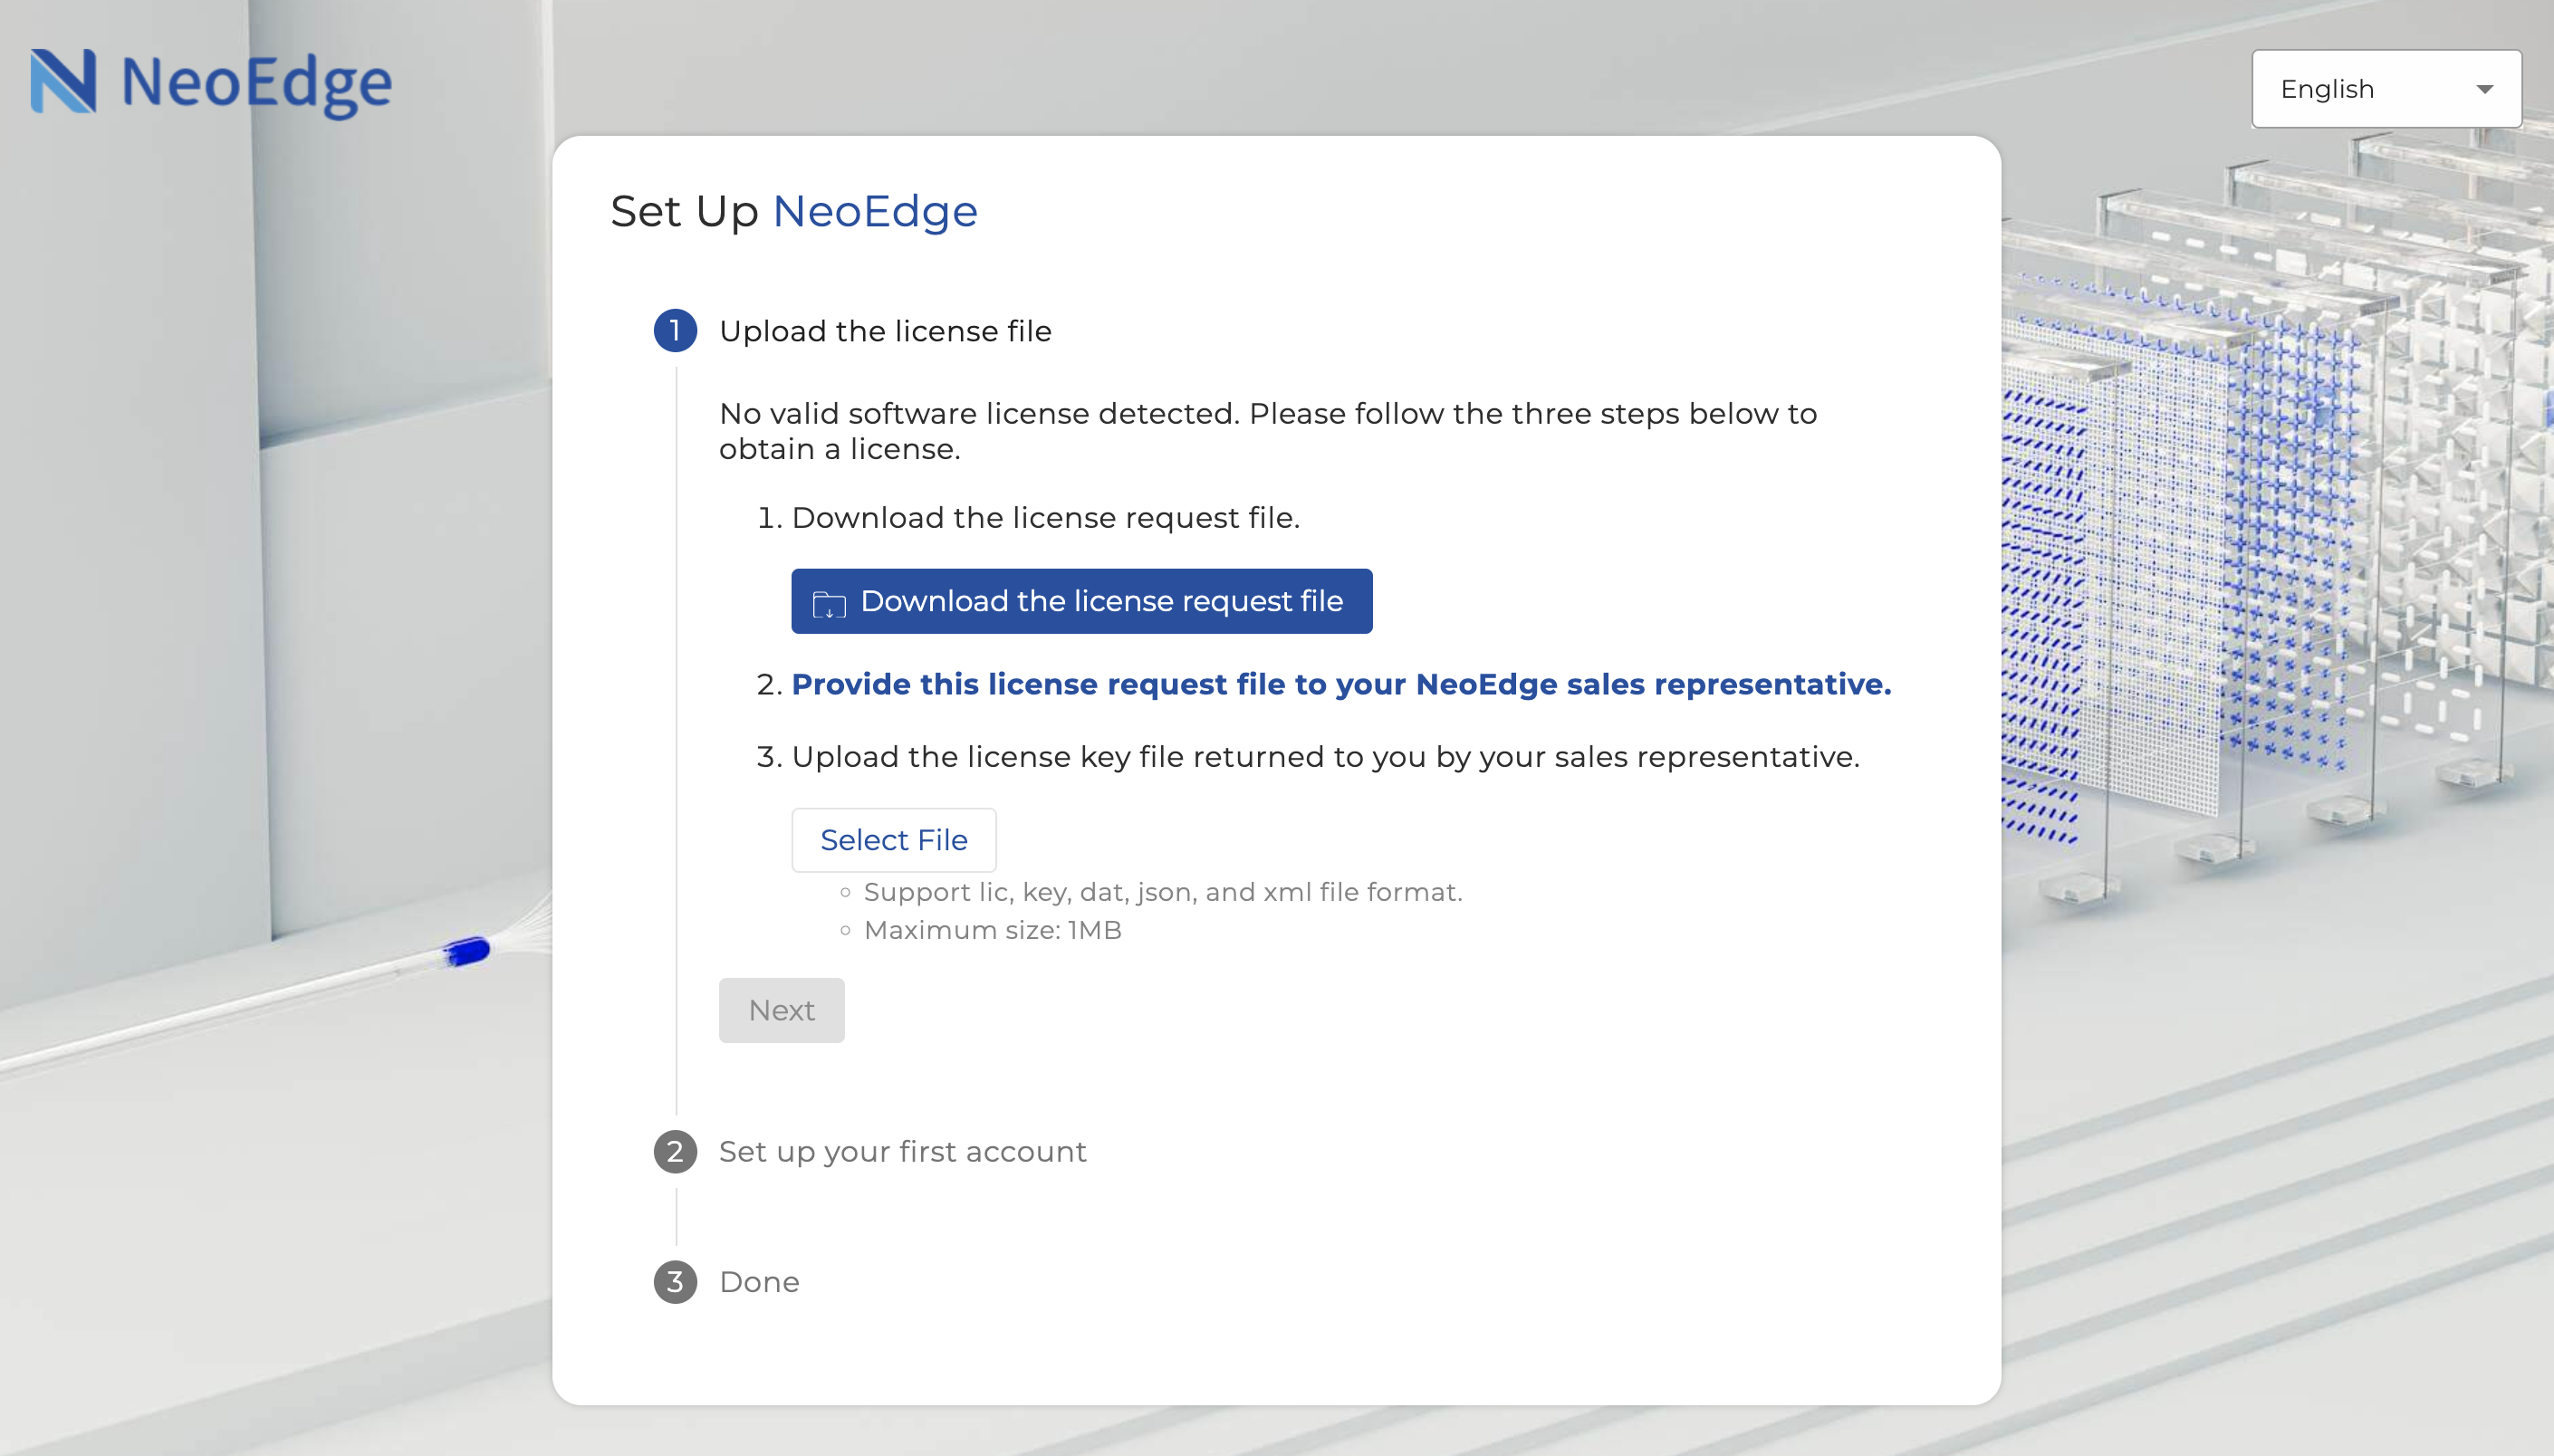 NeoEdge
English
Set Up NeoEdge
1 Upload the license file
No valid software license detected. Please follow the three steps below to
obtain a license.
1. Download the license request file.
Download the license request file
2. Provide this license request file to your NeoEdge sales representative.
3. Upload the license key file returned to you by your sales representative.
Select File
Support lic, key, dat, json, and xml file format.
Maximum size: 1MB
Next
2 Set up your first account
3 Done